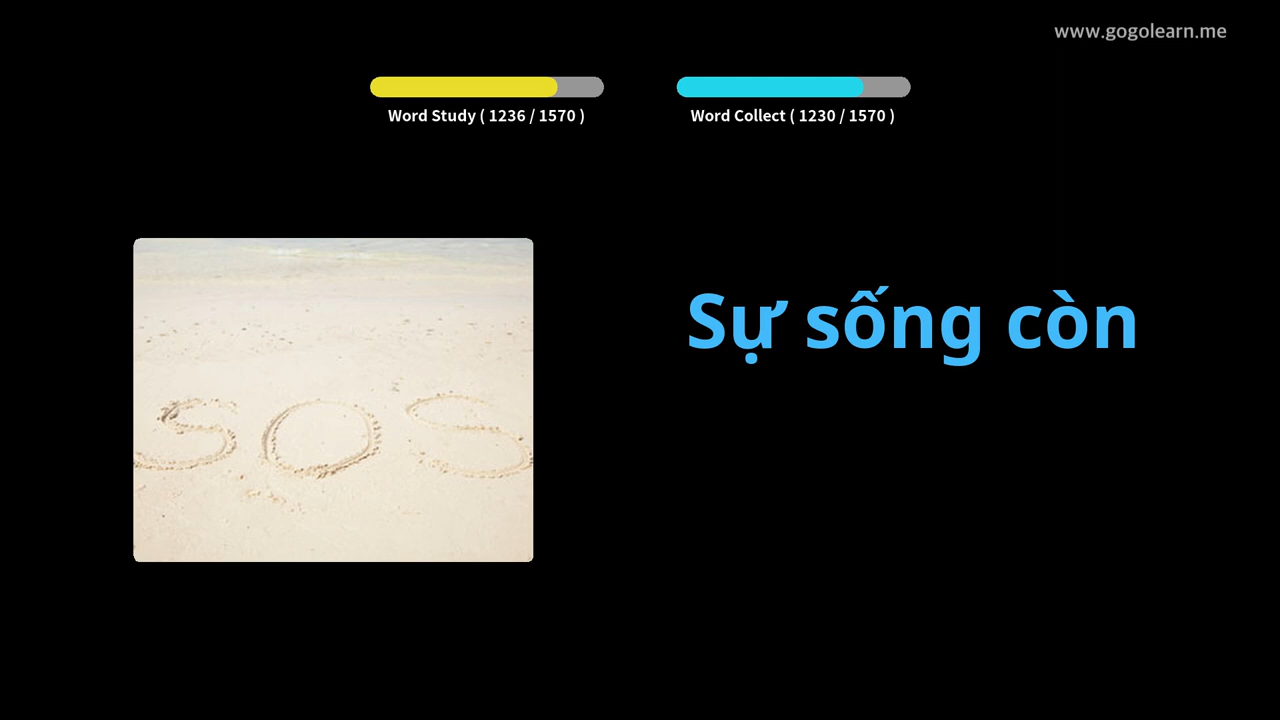 www.gogolearn.me
Word Study ( 1236 / 1570 )
Word Collect ( 1230 / 1570 )
Sự sống còn
SOS